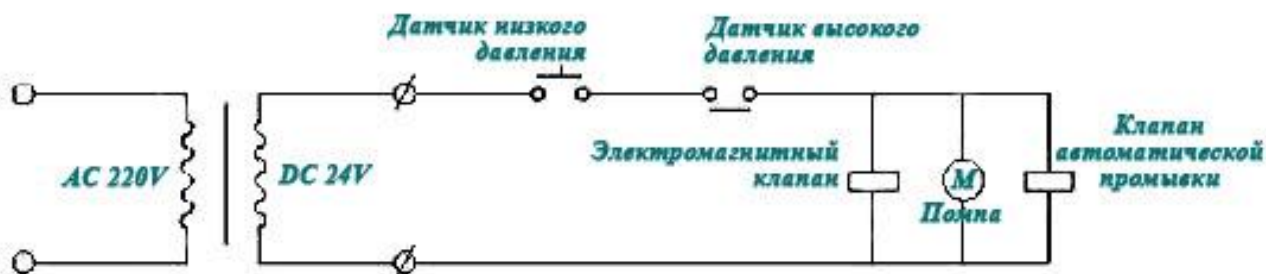 Датчик низкого
давления
Датчик высокого
давления
AC 220V
DC 24V
Электромагнитный
клапан
M
Помпа
Клапан
автоматической
промывки